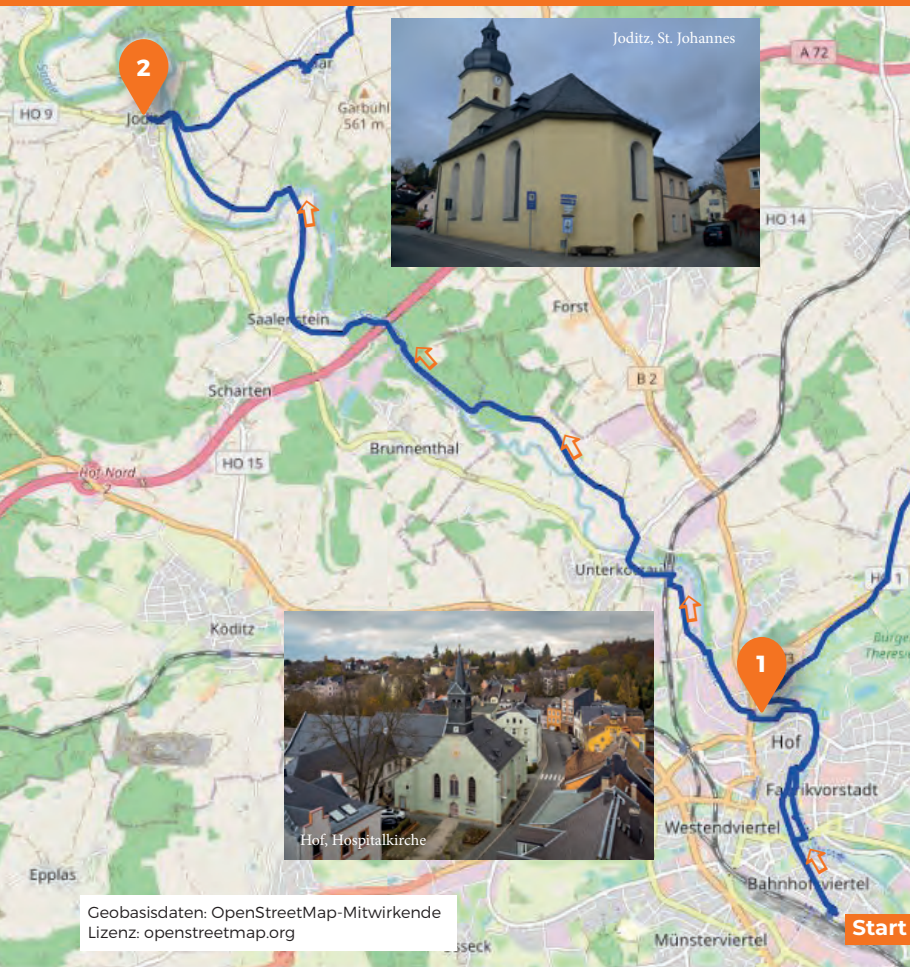 2
HO 9
Garbühl
561 m
Joditz, St. Johannes
A 72
HO 14
Saalenstein
Forst
Scharten
B 2
Brunnenthal
HO 15
Hof-Nord
2
Unterkotzau
1
Köditz
Hof
Fabrikvorstadt
Westendviertel
Hof, Hospitalkirche
Epplas
Bahnhofsviertel
Geobasisdaten: OpenStreetMap-Mitwirkende
Lizenz: openstreetmap.org
Münsterviertel
Start